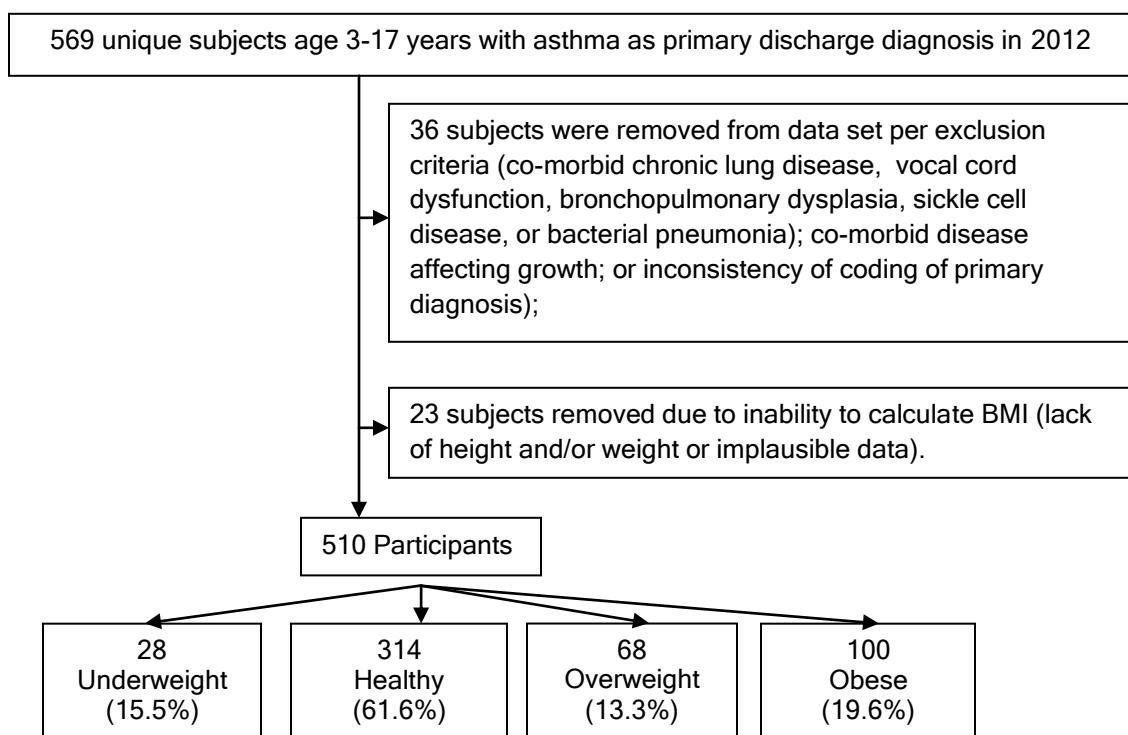 569 unique subjects age 3-17 years with asthma as primary discharge diagnosis in 2012
36 subjects were removed from data set per exclusion
criteria (co-morbid chronic lung disease, vocal cord
dysfunction, bronchopulmonary dysplasia, sickle cell
disease, or bacterial pneumonia); co-morbid disease
affecting growth; or inconsistency of coding of primary
diagnosis);
23 subjects removed due to inability to calculate BMI (lack
of height and/or weight or implausible data).
510 Participants
28
Underweight
(15.5%)
314
Healthy
(61.6%)
68
Overweight
(13.3%)
100
Obese
(19.6%)